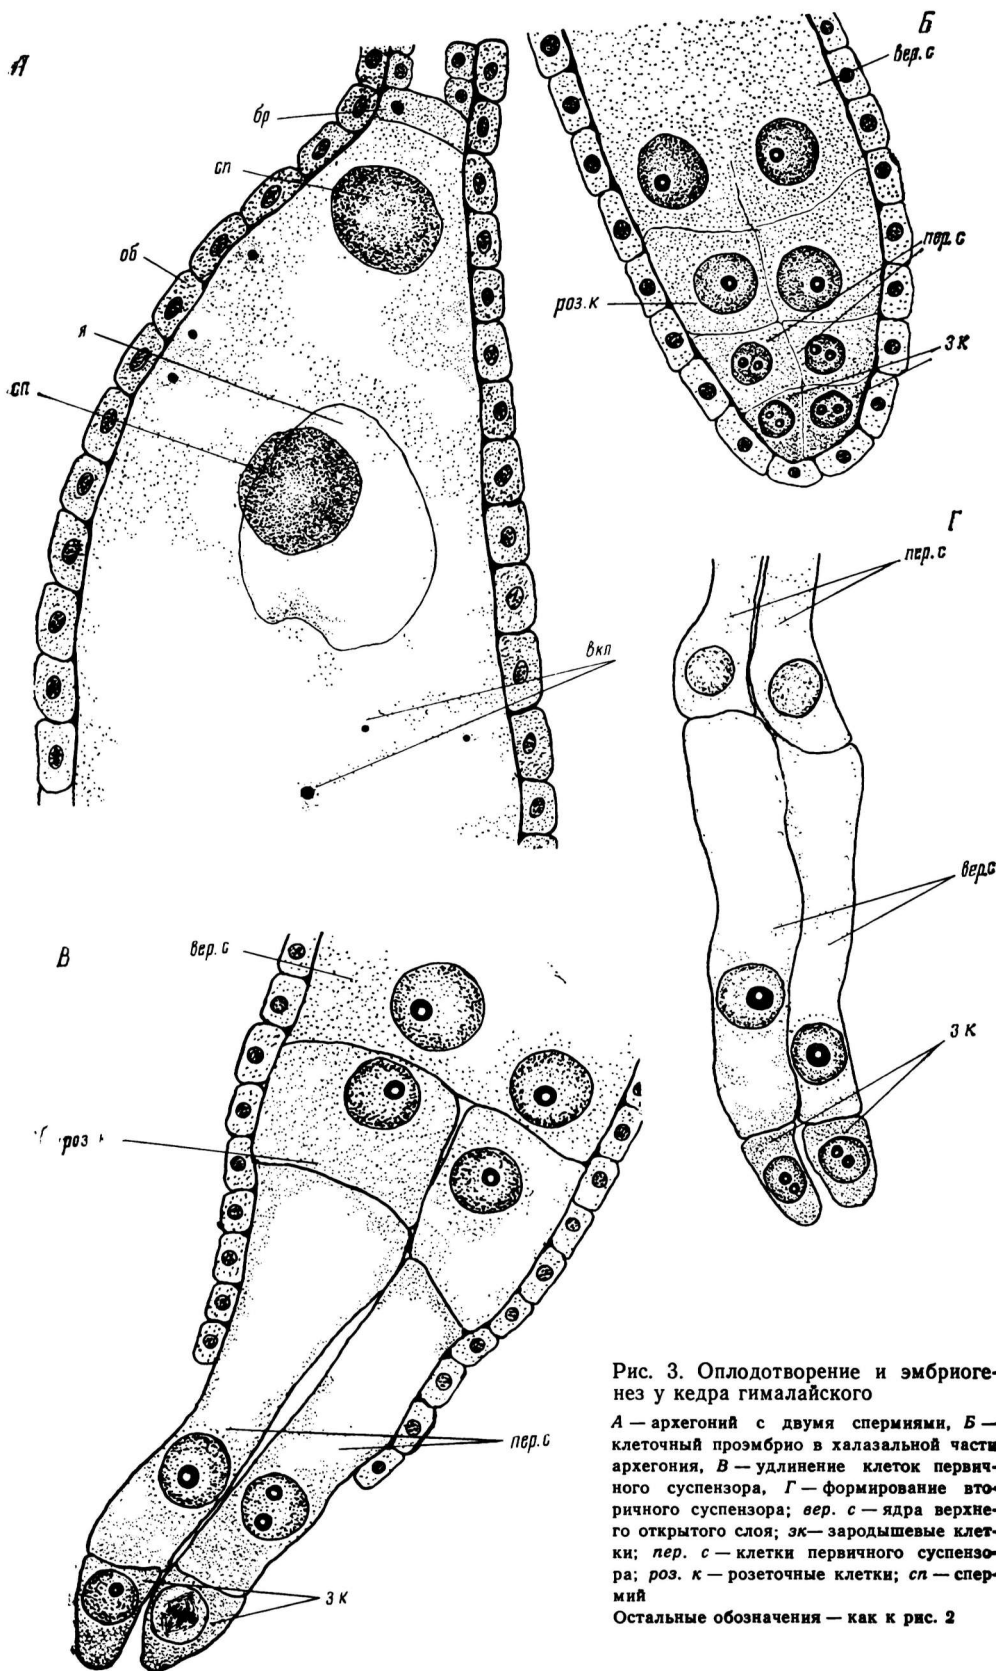 А
бр
сп
об
я
сп
вкп
Б
вер. с
пер. с
роз. к
зк
Г
пер. с
вер. с
зк
В
вер. с
роз
пер. с
зк
Рис. 3. Оплодотворение и эмбриоге-
нез у кедра гималайского
А — архегоний с двумя спермиями, Б —
клеточный проэмбрио в халазальной части
архегония, В — удлинение клеток первич-
ного суспензора, Г — формирование вто-
ричного суспензора; вер. с — ядра верхне-
го открытого слоя; зк — зародышевые клет-
ки; пер. с — клетки первичного суспензо-
ра; роз. к — розеточные клетки; сп — спер-
мий
Остальные обозначения — как к рис. 2